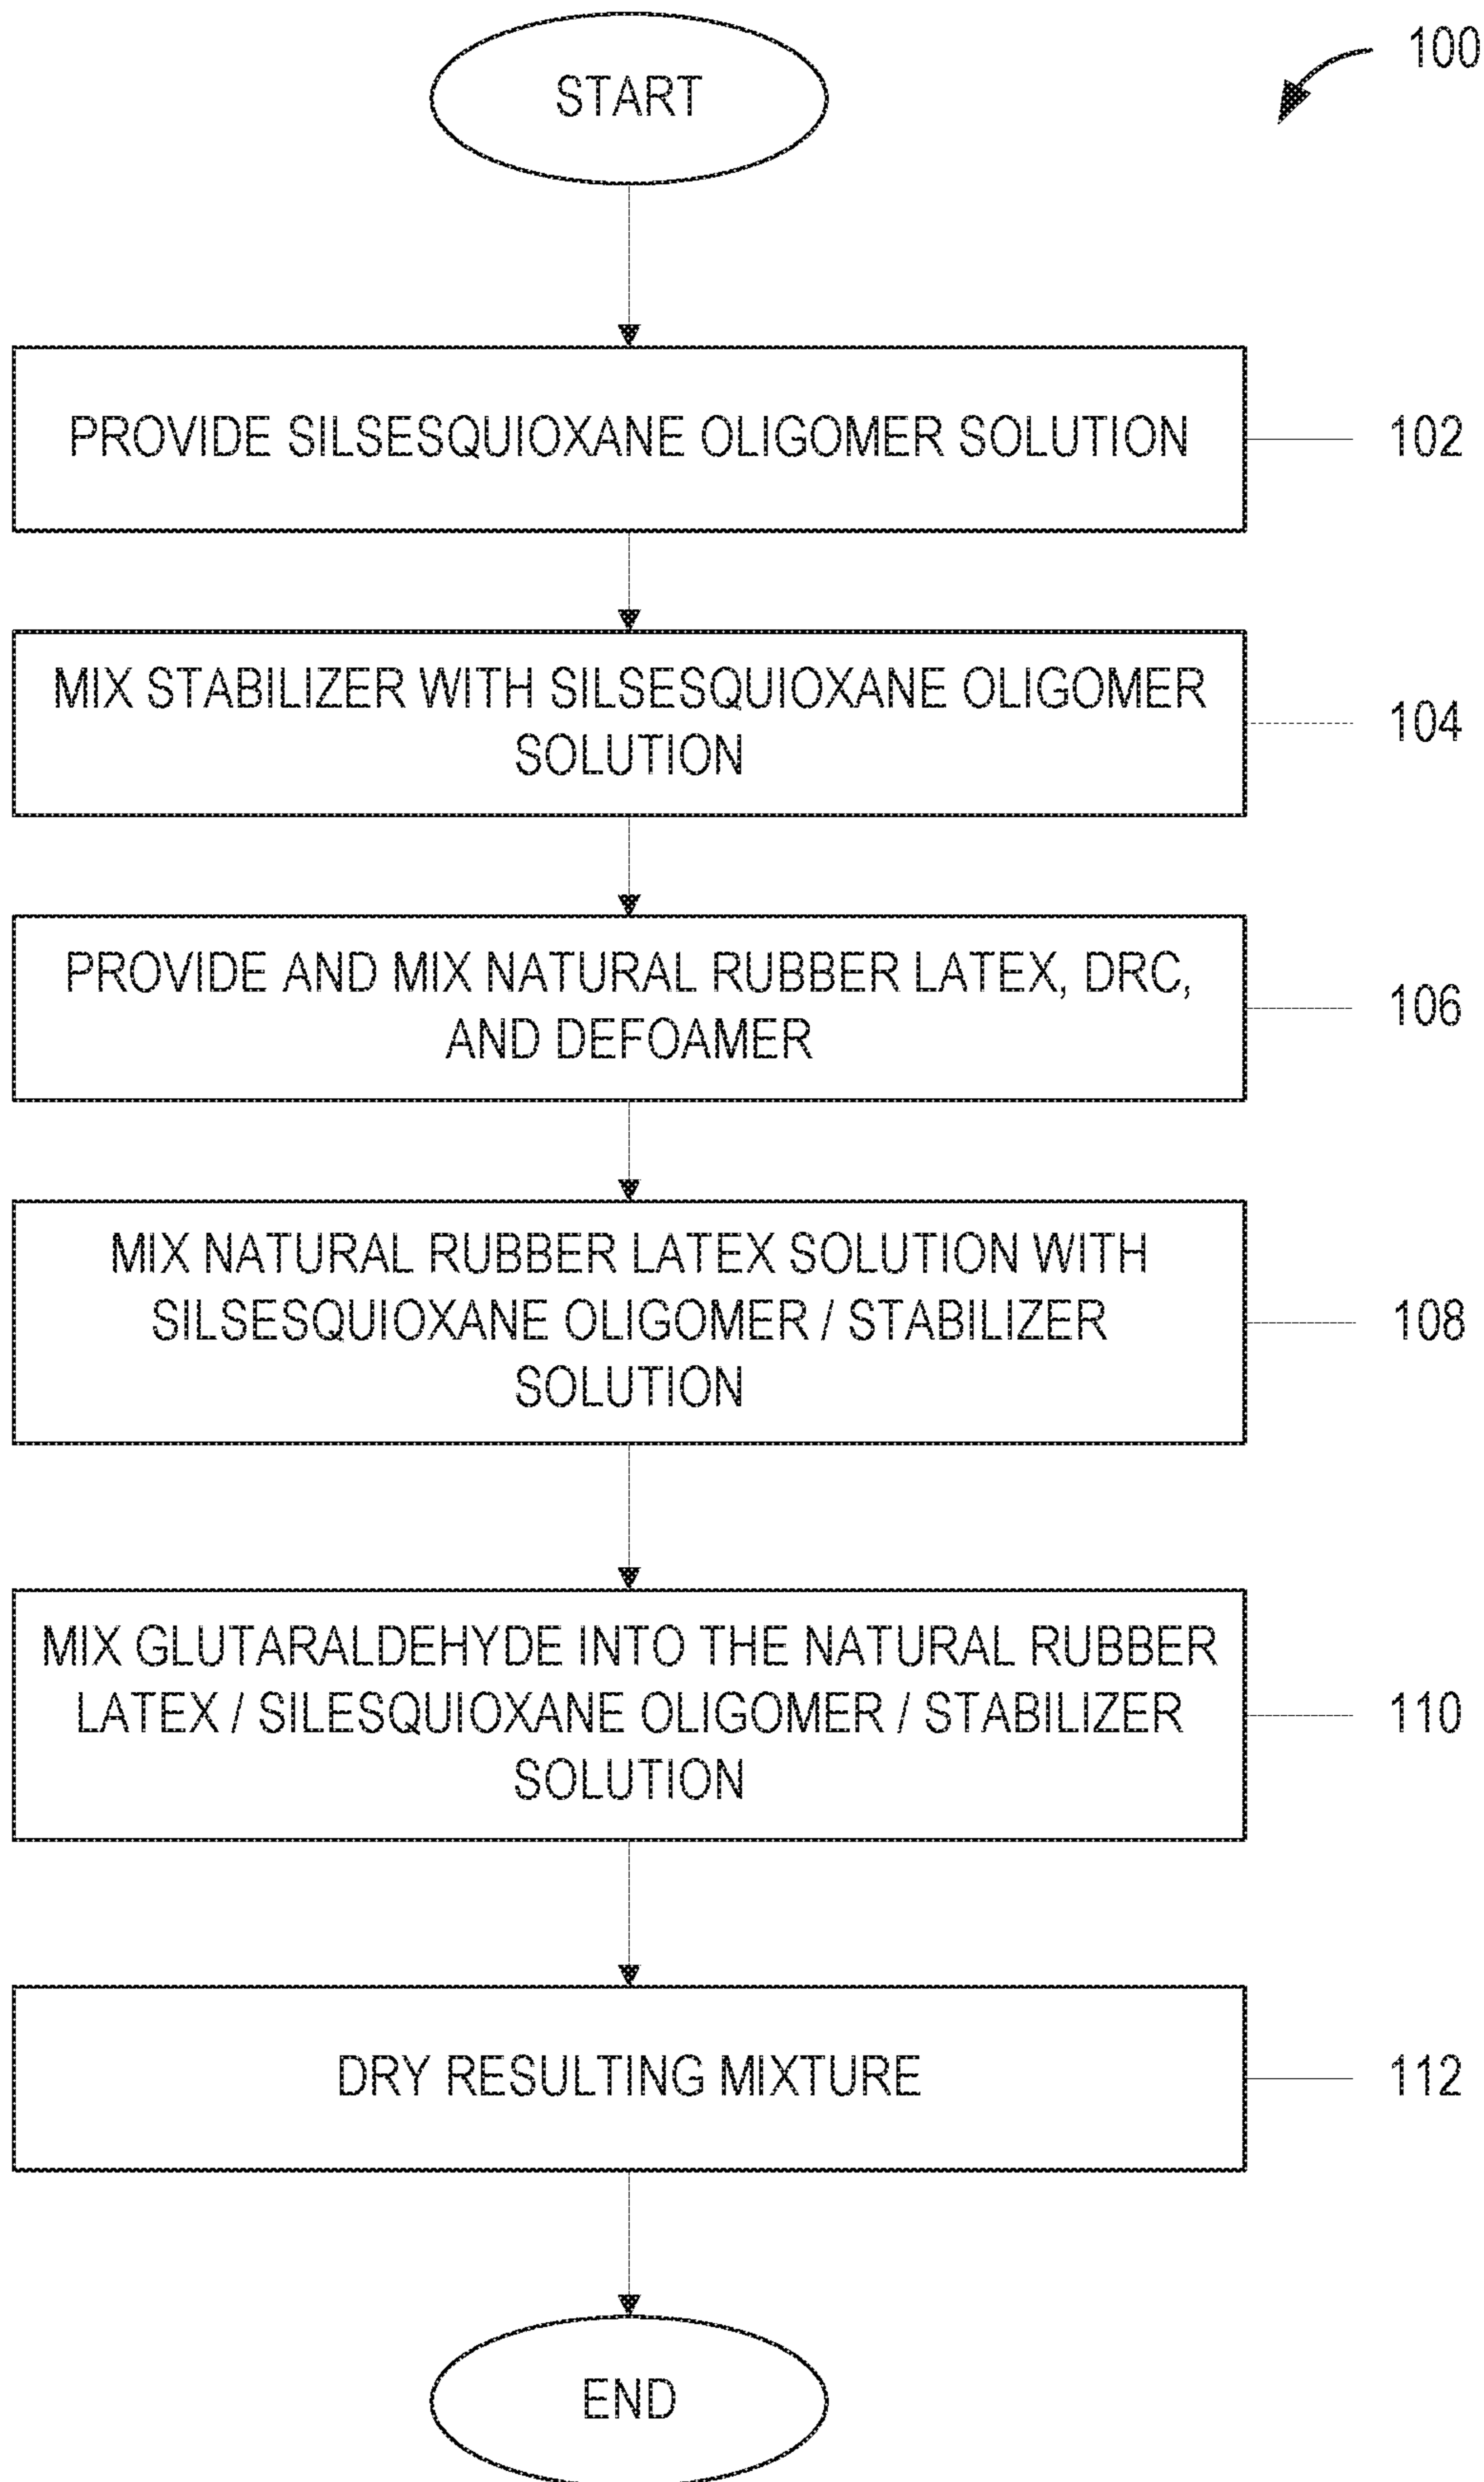 START
100
PROVIDE SILSESQUIOXANE OLIGOMER SOLUTION
102
MIX STABILIZER WITH SILSESQUIOXANE OLIGOMER
SOLUTION
104
PROVIDE AND MIX NATURAL RUBBER LATEX, DRC,
AND DEFOAMER
106
MIX NATURAL RUBBER LATEX SOLUTION WITH
SILSESQUIOXANE OLIGOMER / STABILIZER
SOLUTION
108
MIX GLUTARALDEHYDE INTO THE NATURAL RUBBER
LATEX / SILESQUIOXANE OLIGOMER / STABILIZER
SOLUTION
110
DRY RESULTING MIXTURE
112
END